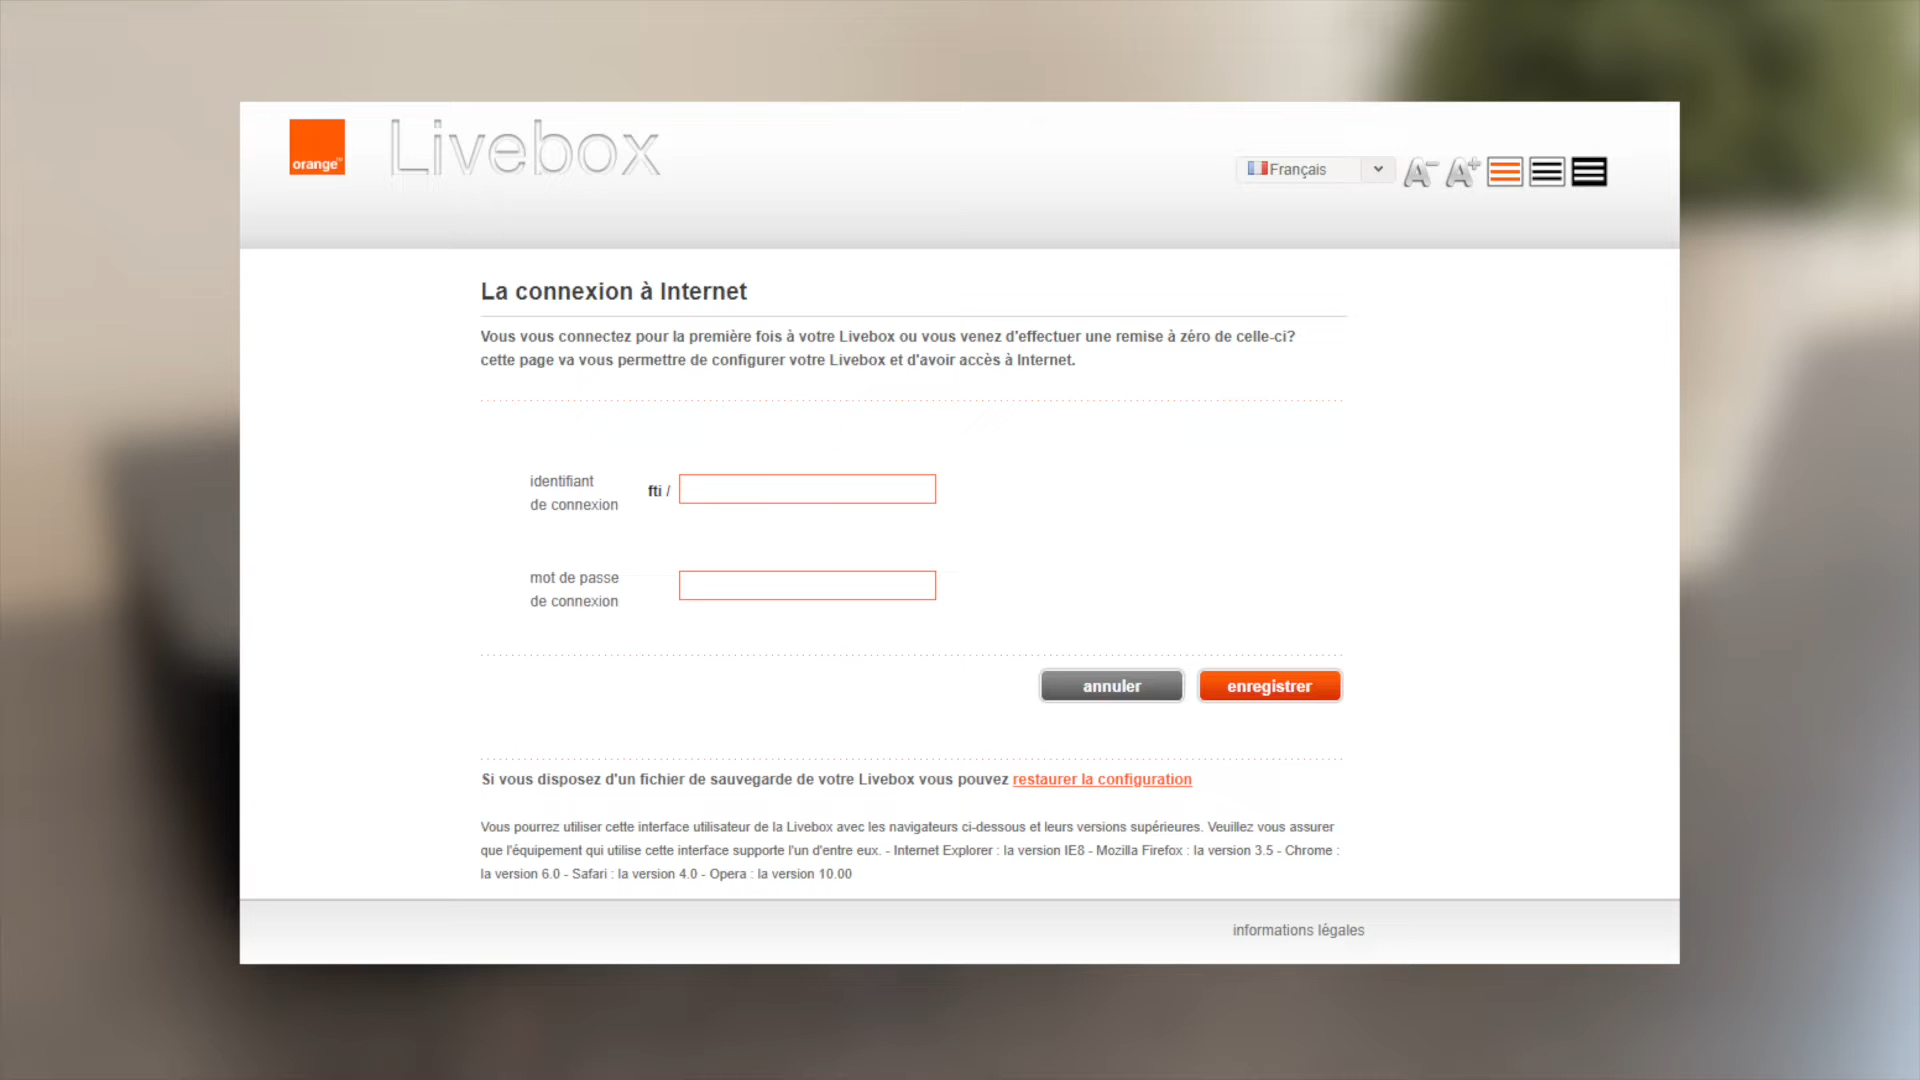 orange™
Livebox
Français
A-
A+
La connexion à Internet
Vous vous connectez pour la première fois à votre Livebox ou vous venez d'effectuer une remise à zéro de celle-ci?
cette page va vous permettre de configurer votre Livebox et d'avoir accès à Internet.
identifiant
de connexion
fti /
mot de passe
de connexion
annuler
enregistrer
Si vous disposez d'un fichier de sauvegarde de votre Livebox vous pouvez restaurer la configuration
Vous pourrez utiliser cette interface utilisateur de la Livebox avec les navigateurs ci-dessous et leurs versions supérieures. Veuillez vous assurer
que l'équipement qui utilise cette interface supporte l'un d'entre eux. - Internet Explorer : la version IE8 - Mozilla Firefox : la version 3.5 - Chrome :
la version 6.0 - Safari : la version 4.0 - Opera : la version 10.00
informations légales